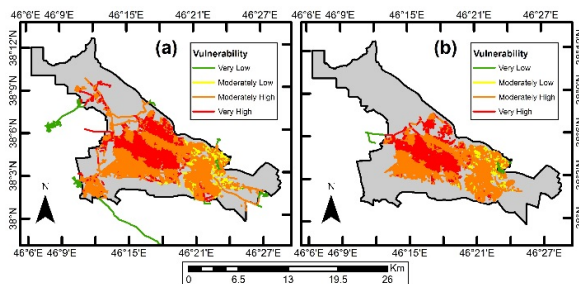 46°6'E 46°9'E 46°15'E 46°21'E 46°27'E 46°6'E 46°9'E 46°15'E 46°21'E 46°27'E
38°12'N
38°9'N
38°6'N
38°3'N
38°N
(a)
Vulnerability
Very Low
Moderately Low
Moderately High
Very High
N
(b)
Vulnerability
Very Low
Moderately Low
Moderately High
Very High
N
46°6'E 46°9'E 46°15'E 46°21'E 46°27'E 46°6'E 46°9'E 46°15'E 46°21'E 46°27'E
Km
0 6.5 13 19.5 26